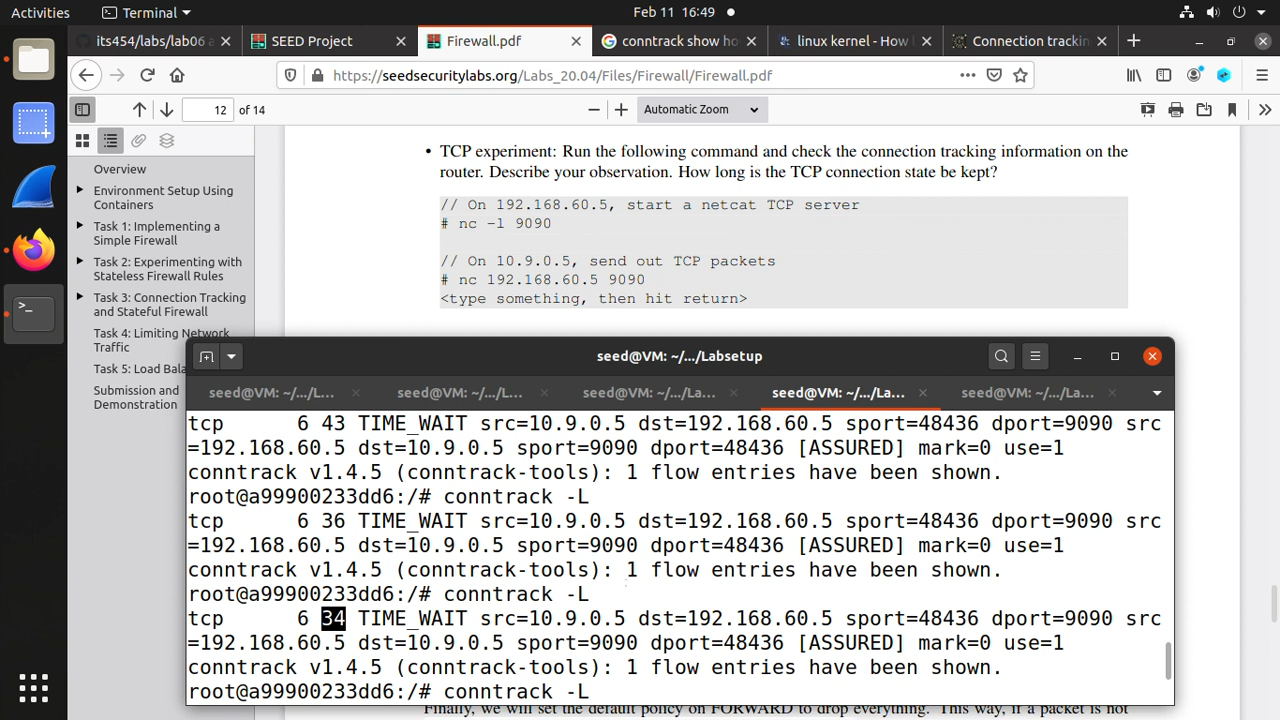 Activities
Terminal
Feb 11 16:49
its454/labs/lab06 a
SEED Project
Firewall.pdf
conntrack show ho
linux kernel - How l
Connection trackin
https://seedsecuritylabs.org/Labs_20.04/Files/Firewall/Firewall.pdf
12 of 14
Automatic Zoom
Overview
Environment Setup Using
Containers
Task 1: Implementing a
Simple Firewall
Task 2: Experimenting with
Stateless Firewall Rules
Task 3: Connection Tracking
and Stateful Firewall
Task 4: Limiting Network
Traffic
Task 5: Load Bala
Submission and
Demonstration
• TCP experiment: Run the following command and check the connection tracking information on the
router. Describe your observation. How long is the TCP connection state be kept?
// On 192.168.60.5, start a netcat TCP server
# nc -l 9090
// On 10.9.0.5, send out TCP packets
# nc 192.168.60.5 9090
<type something, then hit return>
seed@VM: ~/.../Labsetup
seed@VM: ~/.../L...
seed@VM: ~/.../L...
seed@VM: ~/.../La...
seed@VM: ~/.../La...
seed@VM: ~/.../La...
tcp 6 43 TIME_WAIT src=10.9.0.5 dst=192.168.60.5 sport=48436 dport=9090 src
=192.168.60.5 dst=10.9.0.5 sport=9090 dport=48436 [ASSURED] mark=0 use=1
conntrack v1.4.5 (conntrack-tools): 1 flow entries have been shown.
root@a99900233dd6:/# conntrack -L
tcp 6 36 TIME_WAIT src=10.9.0.5 dst=192.168.60.5 sport=48436 dport=9090 src
=192.168.60.5 dst=10.9.0.5 sport=9090 dport=48436 [ASSURED] mark=0 use=1
conntrack v1.4.5 (conntrack-tools): 1 flow entries have been shown.
root@a99900233dd6:/# conntrack -L
tcp 6 34 TIME_WAIT src=10.9.0.5 dst=192.168.60.5 sport=48436 dport=9090 src
=192.168.60.5 dst=10.9.0.5 sport=9090 dport=48436 [ASSURED] mark=0 use=1
conntrack v1.4.5 (conntrack-tools): 1 flow entries have been shown.
root@a99900233dd6:/# conntrack -L
Finally, we will set the default policy on FORWARD to drop everything. This way, if a packet is not